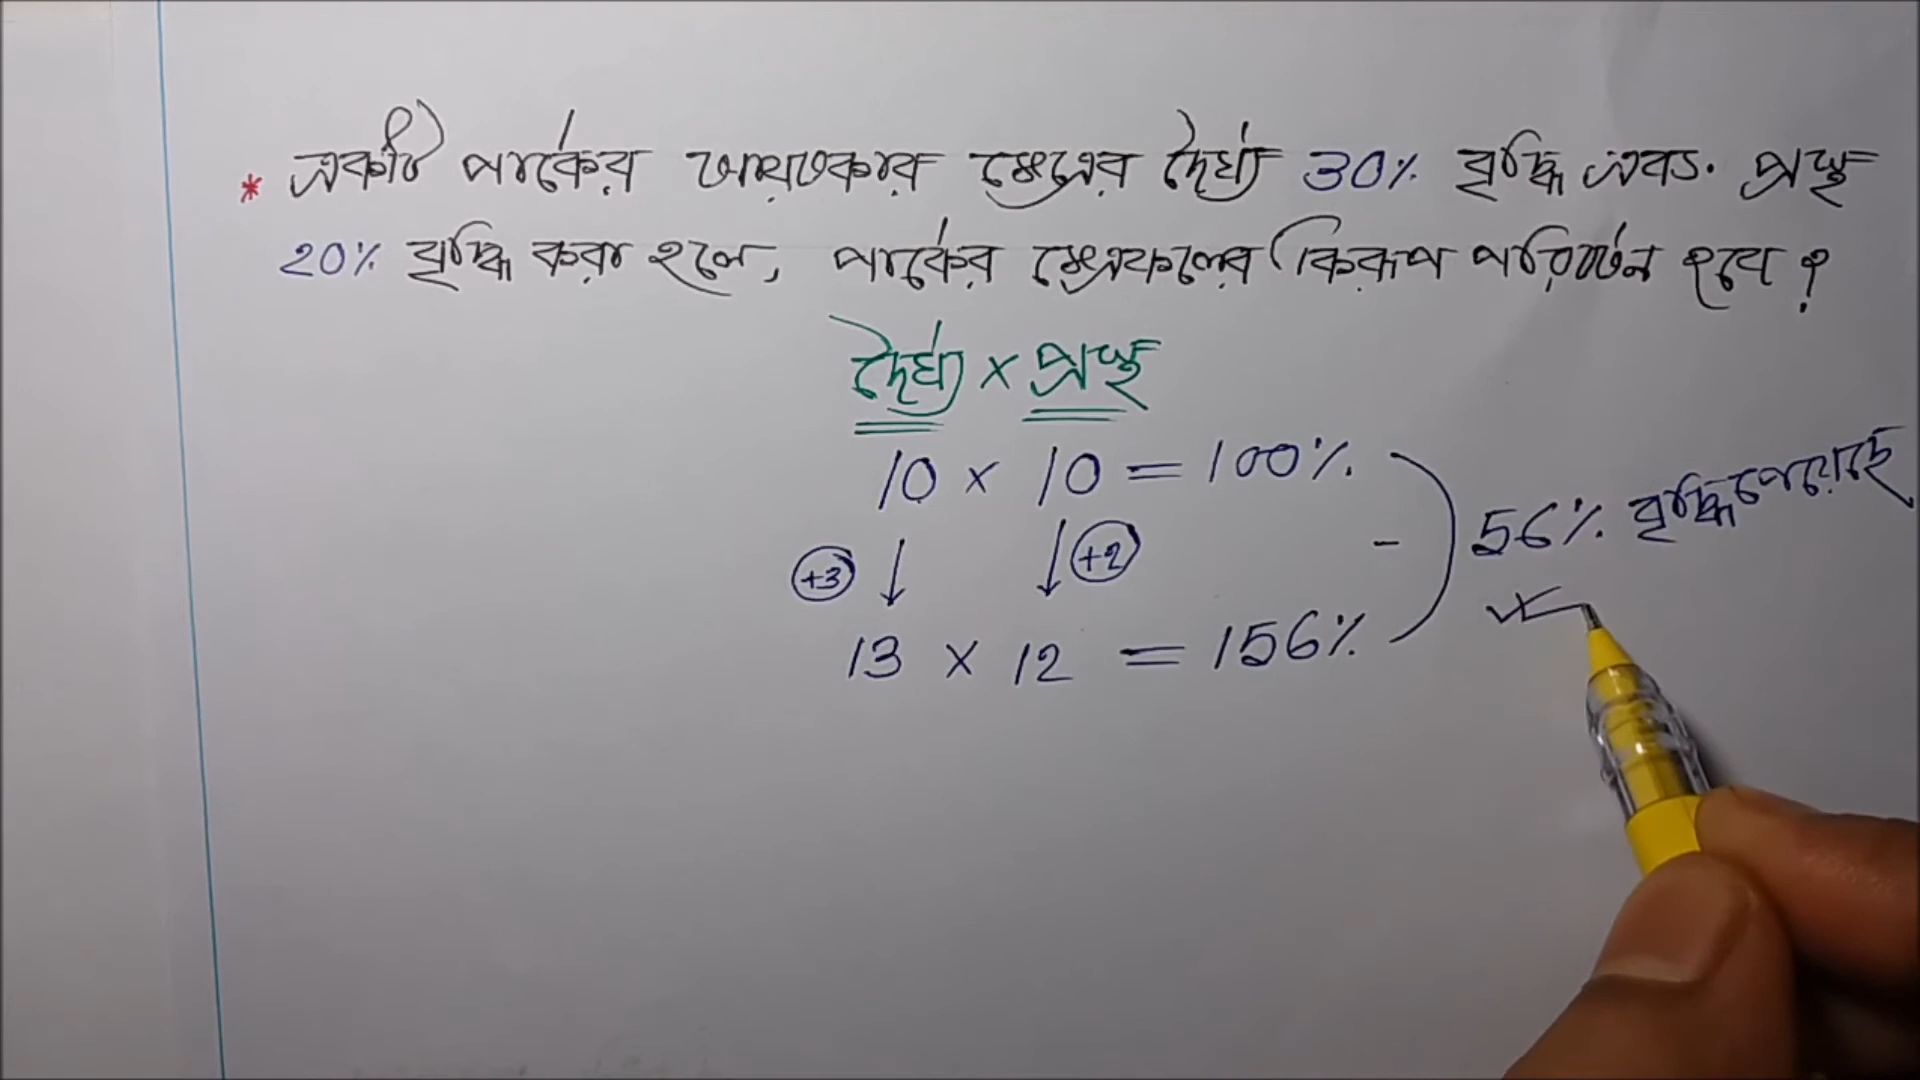 * একটি পার্কের আয়তকার ক্ষেত্রের দৈর্ঘ্য 30% বৃদ্ধি এবং প্রস্থ
20% বৃদ্ধি করা হলে, পার্কের ক্ষেত্রফলের কিরূপ পরিবর্টন হবে?
দৈর্ঘ্য × প্রস্থ
10 × 10 = 100%
+3 ↓ ↓ +2 - 56% বৃদ্ধি পেয়েছে
13 × 12 = 156%